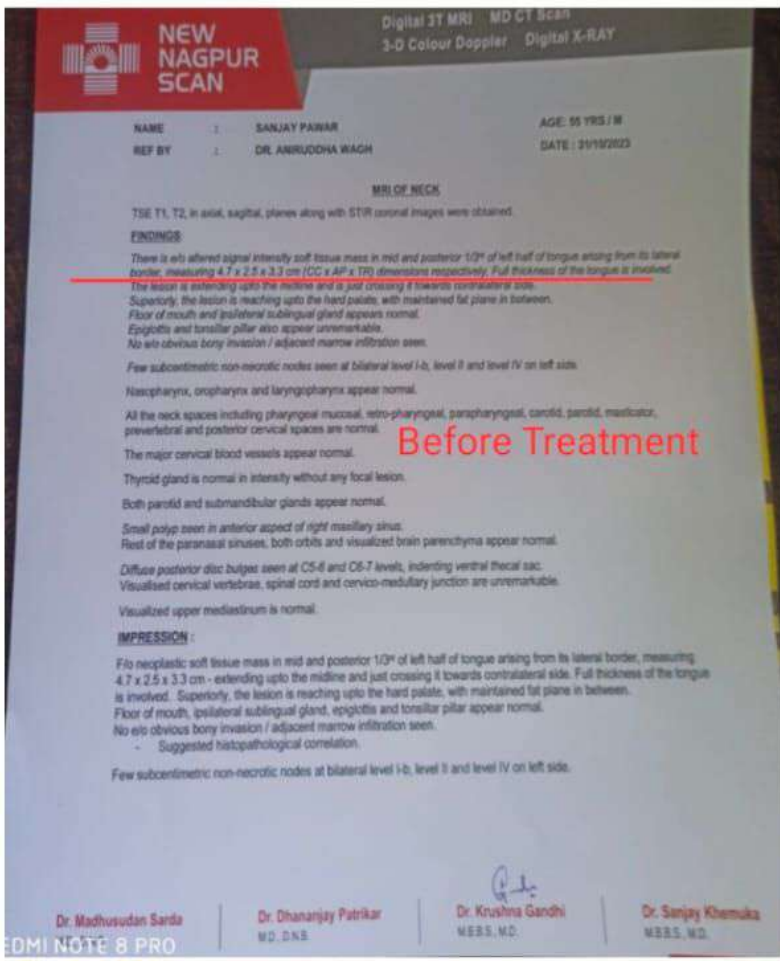 NEW
NAGPUR
SCAN
Digital 3T MRI MD CT Scan
3-D Colour Doppler Digital X-RAY
NAME : SANJAY PAWAR AGE: 55 YRS / M
REF BY : DR. ANIRUDDHA WAGH DATE : 31/10/2023
MRI OF NECK
TSE T1, T2, in axial, sagittal, planes along with STIR coronal images were obtained.
FINDINGS
There is e/o altered signal intensity soft tissue mass in mid and posterior 1/3rd of left half of tongue arising from its lateral
border, measuring 4.7 x 2.5 x 3.3 cm (CC x AP x TR) dimensions respectively. Full thickness of the tongue is involved.
The lesion is extending upto the midline and is just crossing it towards contralateral side.
Superiorly, the lesion is reaching upto the hard palate, with maintained fat plane in between.
Floor of mouth and ipsilateral sublingual gland appears normal.
Epiglottis and tonsillar pillar also appear unremarkable.
No e/o obvious bony invasion / adjacent marrow infiltration seen.
Few subcentimetric non-necrotic nodes seen at bilateral level I-b, level II and level IV on left side.
Nasopharynx, oropharynx and laryngopharynx appear normal.
All the neck spaces including pharyngeal mucosal, retro-pharyngeal, parapharyngeal, carotid, parotid, masticator,
prevertebral and posterior cervical spaces are normal.
Before Treatment
The major cervical blood vessels appear normal.
Thyroid gland is normal in intensity without any focal lesion.
Both parotid and submandibular glands appear normal.
Small polyp seen in anterior aspect of right maxillary sinus.
Rest of the paranasal sinuses, both orbits and visualized brain parenchyma appear normal.
Diffuse posterior disc bulges seen at C5-6 and C6-7 levels, indenting ventral thecal sac.
Visualised cervical vertebrae, spinal cord and cervico-medullary junction are unremarkable.
Visualized upper mediastinum is normal.
IMPRESSION :
F/o neoplastic soft tissue mass in mid and posterior 1/3rd of left half of tongue arising from its lateral border, measuring
4.7 x 2.5 x 3.3 cm - extending upto the midline and just crossing it towards contralateral side. Full thickness of the tongue
is involved. Superiorly, the lesion is reaching upto the hard palate, with maintained fat plane in between.
Floor of mouth, ipsilateral sublingual gland, epiglottis and tonsillar pillar appear normal.
No e/o obvious bony invasion / adjacent marrow infiltration seen.
- Suggested histopathological correlation.
Few subcentimetric non-necrotic nodes at bilateral level I-b, level II and level IV on left side.
Dr. Madhusudan Sarda Dr. Dhananjay Patrikar Dr. Krushna Gandhi Dr. Sanjay Khemuka
M.D., D.N.B. M.B.B.S., M.D. M.B.B.S., M.D.
EDMI NOTE 8 PRO